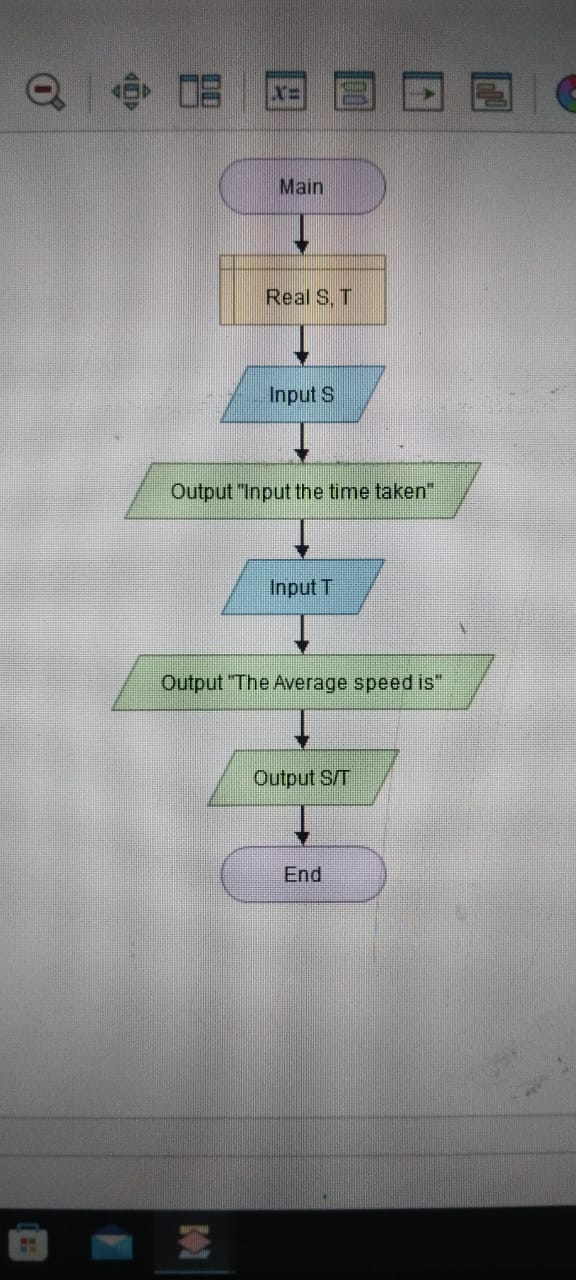 x=
Main
Real S, T
Input S
Output "Input the time taken"
Input T
Output "The Average speed is"
Output S/T
End